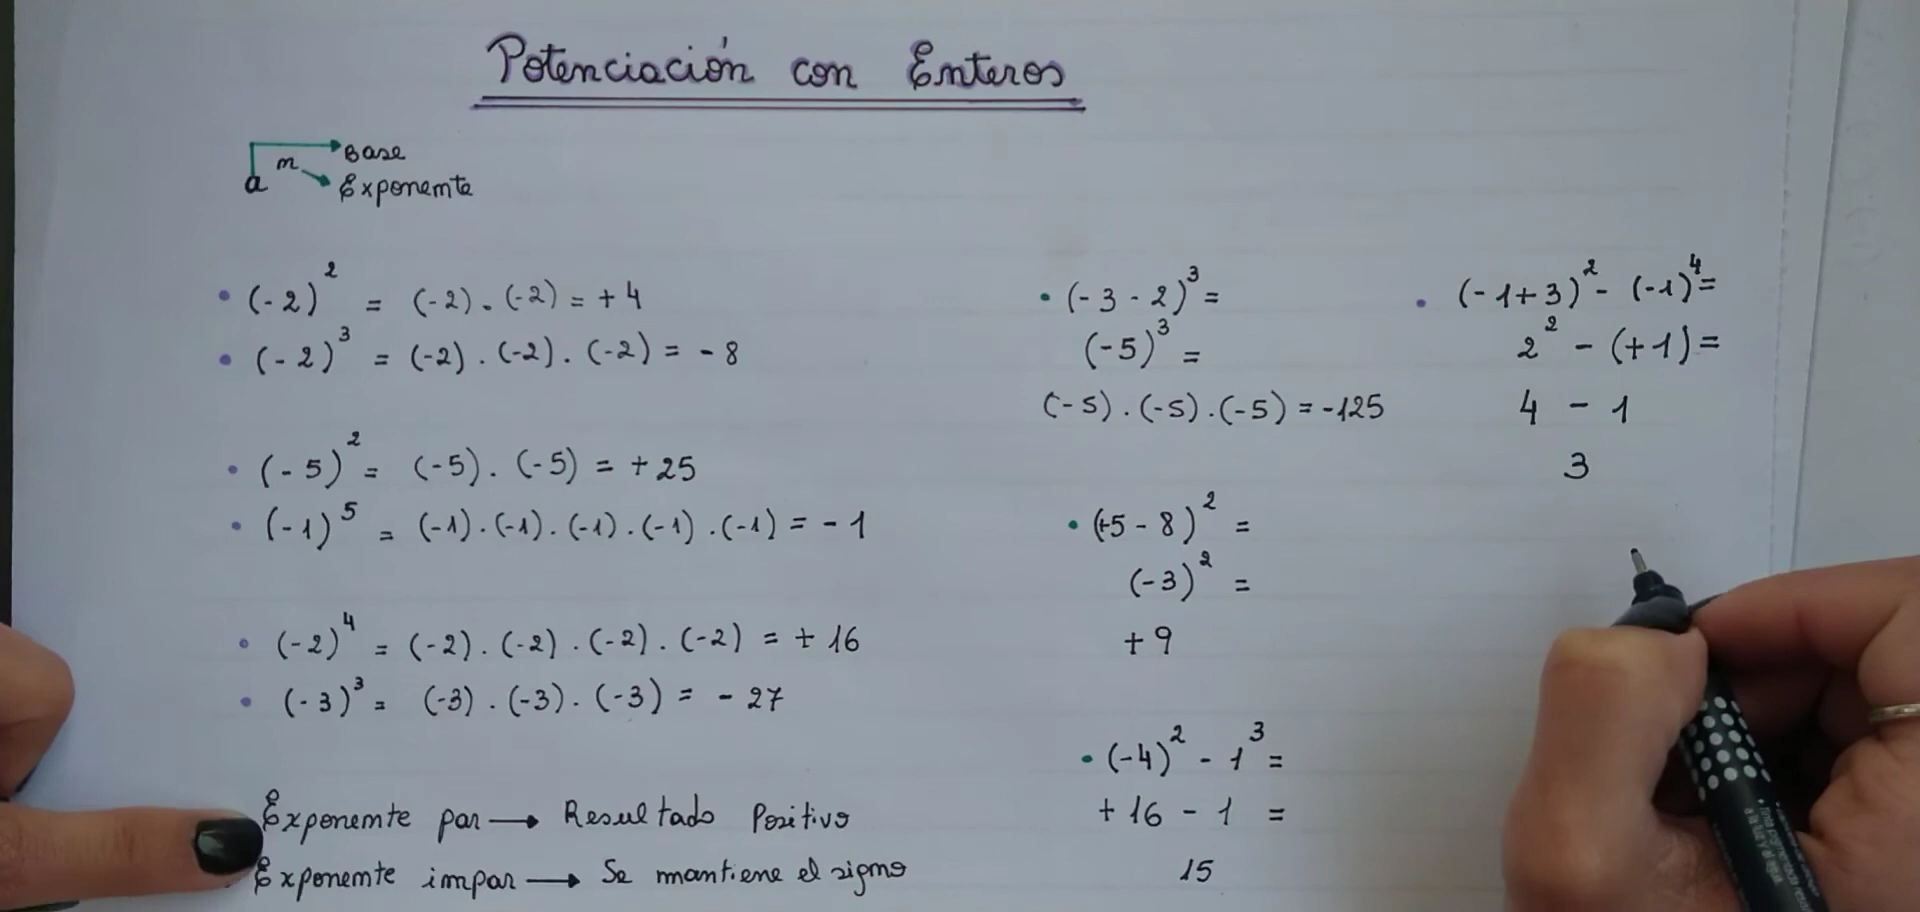 Potenciación con Enteros
Base
aⁿ
Exponente
• (-2)² = (-2) . (-2) = +4
• (-2)³ = (-2) . (-2) . (-2) = -8
• (-5)² = (-5) . (-5) = +25
• (-1)⁵ = (-1) . (-1) . (-1) . (-1) . (-1) = -1
• (-2)⁴ = (-2) . (-2) . (-2) . (-2) = +16
• (-3)³ = (-3) . (-3) . (-3) = -27
Exponente par → Resultado Positivo
Exponente impar → Se mantiene el signo
• (-3 - 2)³ =
(-5)³ =
(-5) . (-5) . (-5) = -125
• (+5 - 8)² =
(-3)² =
+9
• (-4)² - 1³ =
+16 - 1 =
15
• (-1+3)² - (-1)⁴ =
2² - (+1) =
4 - 1
3